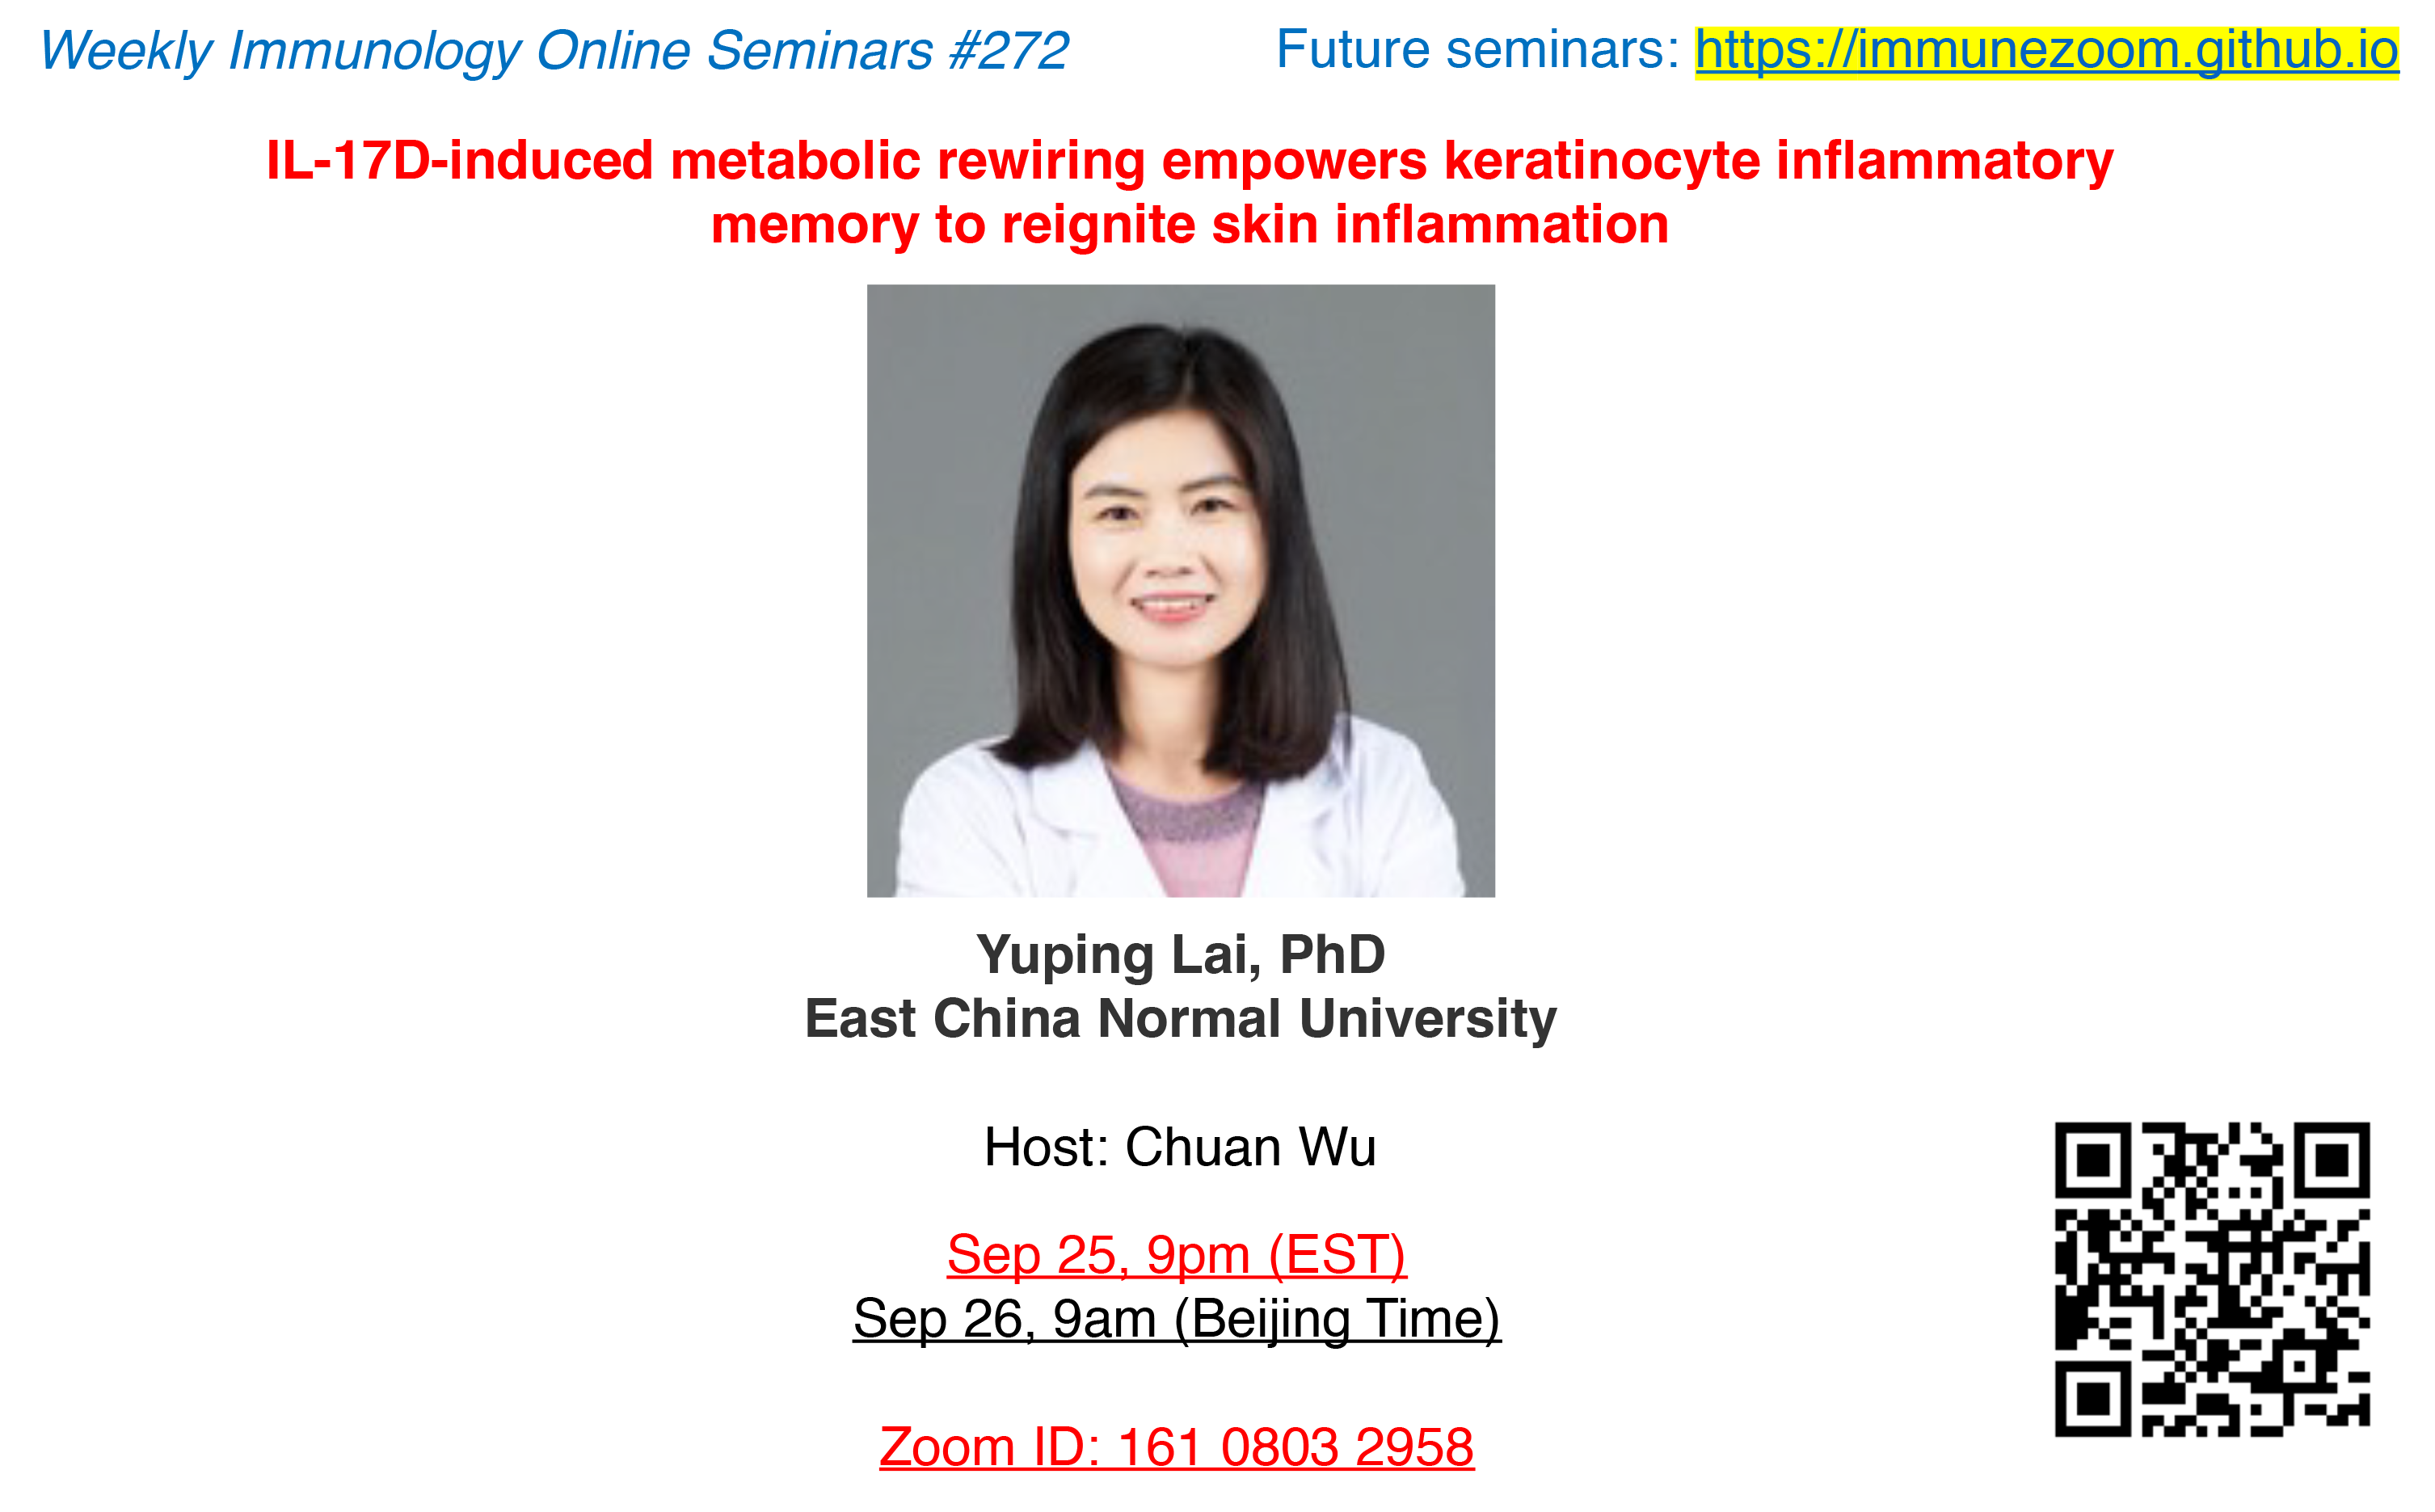 Weekly Immunology Online Seminars #272
Future seminars: https://immunezoom.github.io
IL-17D-induced metabolic rewiring empowers keratinocyte inflammatory
memory to reignite skin inflammation
Yuping Lai, PhD
East China Normal University
Host: Chuan Wu
Sep 25, 9pm (EST)
Sep 26, 9am (Beijing Time)
Zoom ID: 161 0803 2958